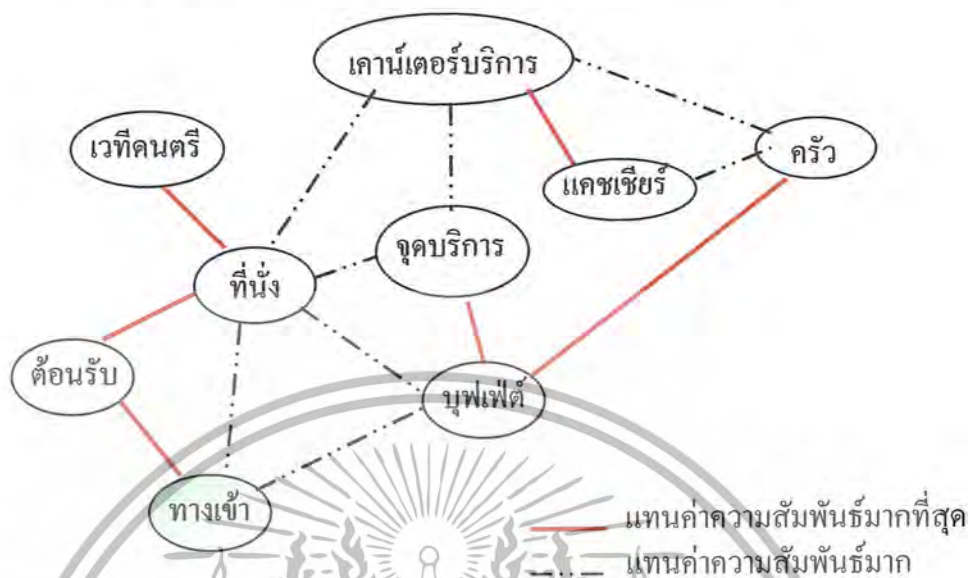 เคาน์เตอร์บริการ
เวทีดนตรี
ครัว
แคชเชียร์
จุดบริการ
ที่นั่ง
ต้อนรับ
บุฟเฟ่ต์
ทางเข้า
แทนค่าความสัมพันธ์มากที่สุด
แทนค่าความสัมพันธ์มาก